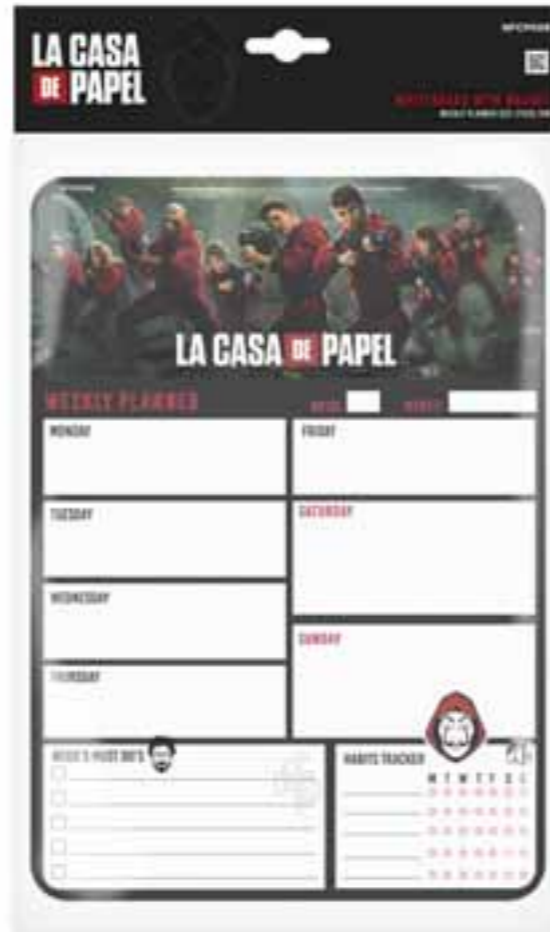 LA CASA
DE PAPEL
LA CASA DE PAPEL
WEEKLY PLANNER
MONDAY
FRIDAY
TUESDAY
SATURDAY
WEDNESDAY
SUNDAY
THURSDAY
WEEK'S MUST DO'S
HABITS TRACKER
M T W T F S S